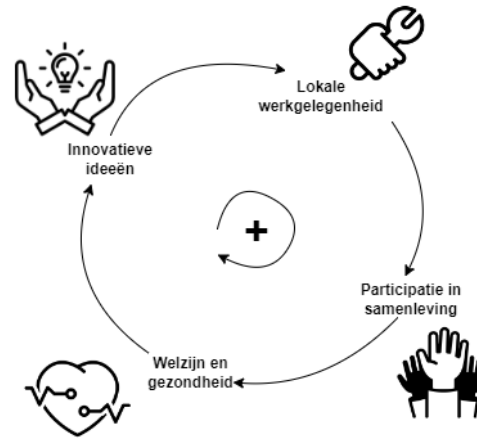 Lokale
werkgelegenheid
Innovatieve
ideeën
+
Participatie in
samenleving
Welzijn en
gezondheid